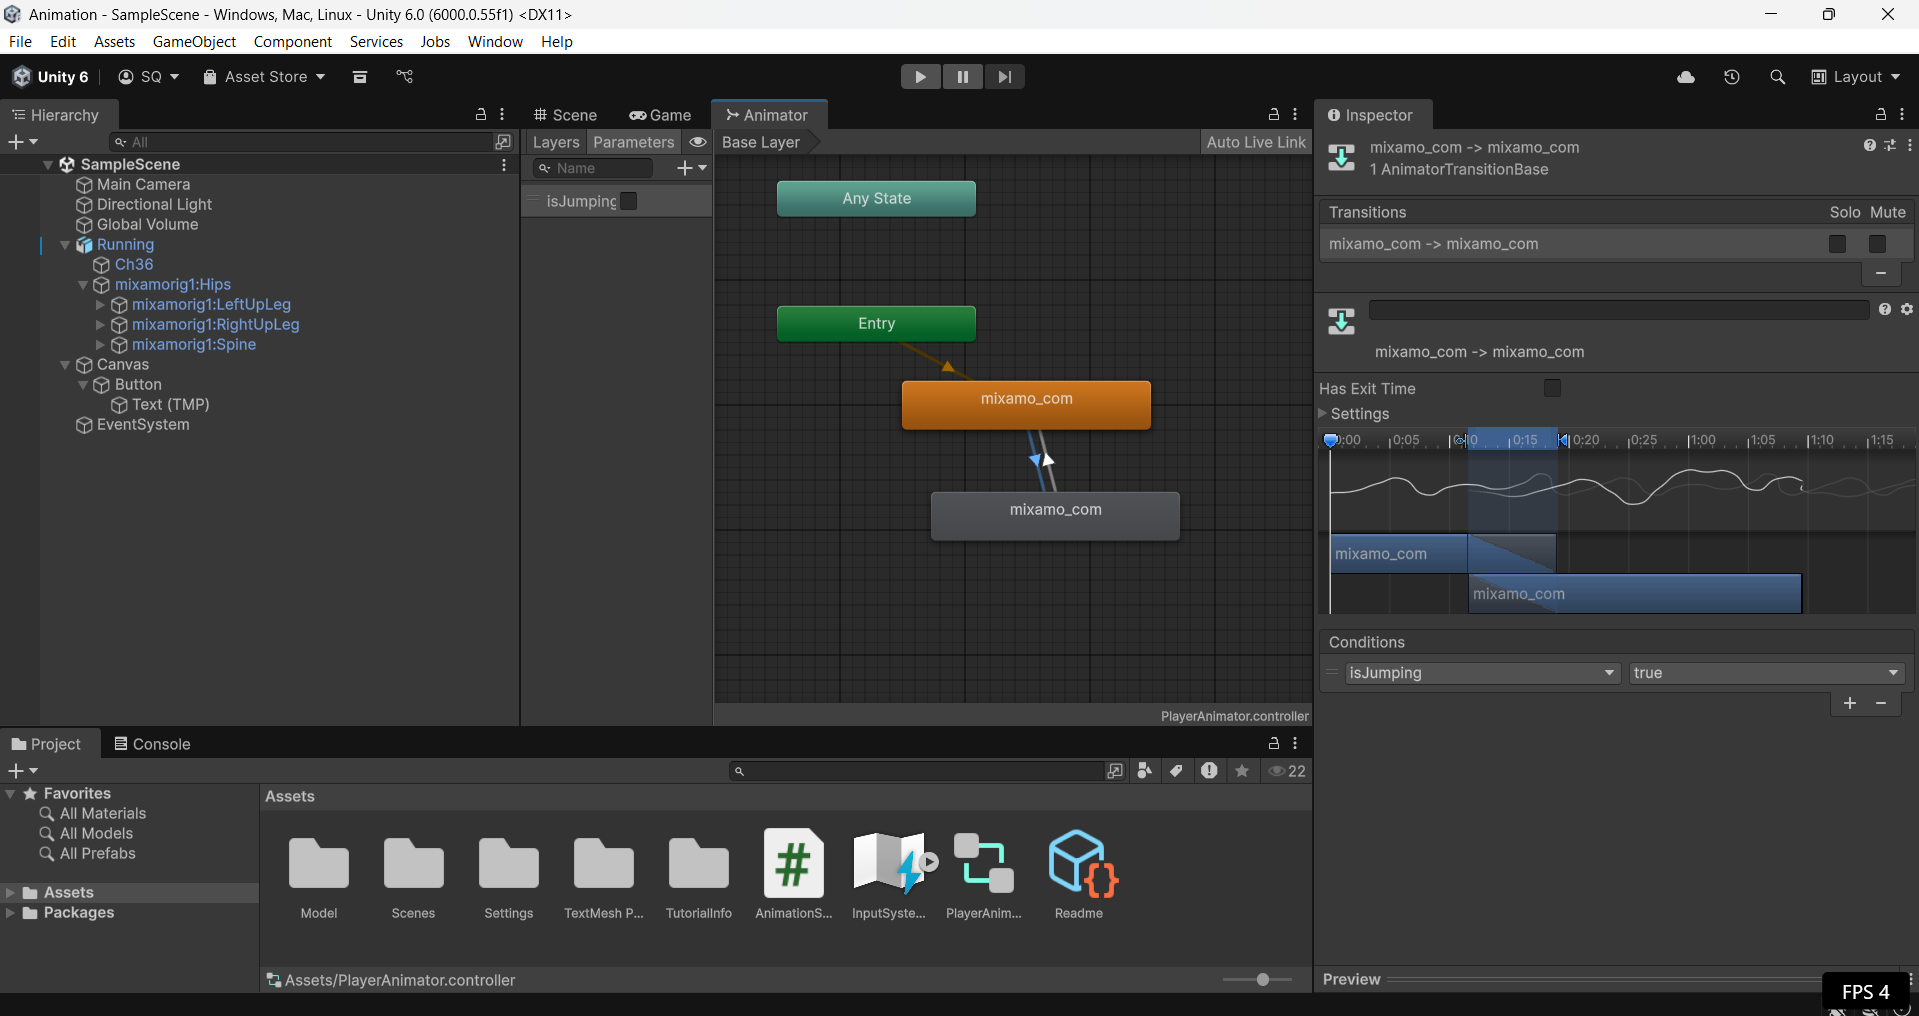 Animation - SampleScene - Windows, Mac, Linux - Unity 6.0 (6000.0.55f1) <DX11>
File Edit Assets GameObject Component Services Jobs Window Help
Unity 6 SQ Asset Store Layout
Hierarchy
All
SampleScene
Main Camera
Directional Light
Global Volume
Running
Ch36
mixamorig1:Hips
mixamorig1:LeftUpLeg
mixamorig1:RightUpLeg
mixamorig1:Spine
Canvas
Button
Text (TMP)
EventSystem
Scene Game Animator
Layers Parameters Base Layer Auto Live Link
Name
isJumping
Any State
Entry
mixamo_com
mixamo_com
PlayerAnimator.controller
Inspector
mixamo_com -> mixamo_com
1 AnimatorTransitionBase
Transitions Solo Mute
mixamo_com -> mixamo_com
mixamo_com -> mixamo_com
Has Exit Time
Settings
0:05 0:15 0:20 0:25 1:00 1:05 1:10 1:15
mixamo_com
mixamo_com
Conditions
isJumping true
Preview
FPS 4
Project Console
22
Favorites
All Materials
All Models
All Prefabs
Assets
Packages
Assets
Model Scenes Settings TextMesh P... TutorialInfo AnimationS... InputSyste... PlayerAnim... Readme
Assets/PlayerAnimator.controller